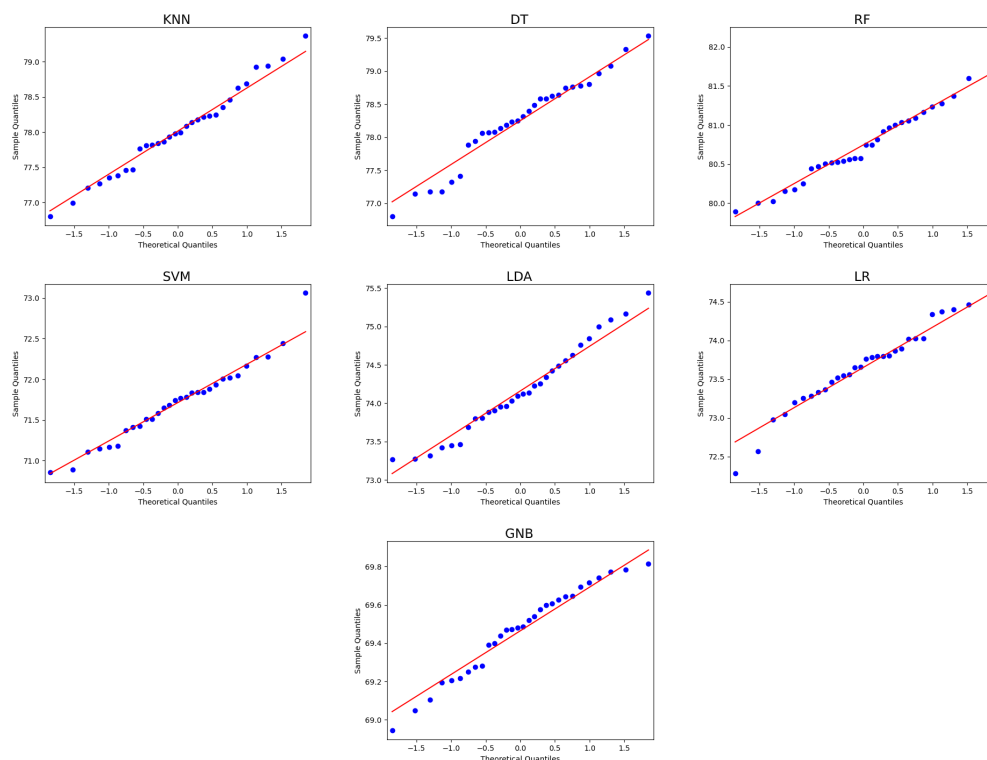 KNN
DT
RF
79.0
78.5
78.0
77.5
77.0
Sample Quantiles
−1.5 −1.0 −0.5 0.0 0.5 1.0 1.5
Theoretical Quantiles
79.5
79.0
78.5
78.0
77.5
77.0
Sample Quantiles
−1.5 −1.0 −0.5 0.0 0.5 1.0 1.5
Theoretical Quantiles
82.0
81.5
81.0
80.5
80.0
Sample Quantiles
−1.5 −1.0 −0.5 0.0 0.5 1.0 1.5
Theoretical Quantiles
SVM
LDA
LR
73.0
72.5
72.0
71.5
71.0
Sample Quantiles
−1.5 −1.0 −0.5 0.0 0.5 1.0 1.5
Theoretical Quantiles
75.5
75.0
74.5
74.0
73.5
73.0
Sample Quantiles
−1.5 −1.0 −0.5 0.0 0.5 1.0 1.5
Theoretical Quantiles
74.5
74.0
73.5
73.0
72.5
Sample Quantiles
−1.5 −1.0 −0.5 0.0 0.5 1.0 1.5
Theoretical Quantiles
GNB
69.8
69.6
69.4
69.2
69.0
Sample Quantiles
−1.5 −1.0 −0.5 0.0 0.5 1.0 1.5
Theoretical Quantiles